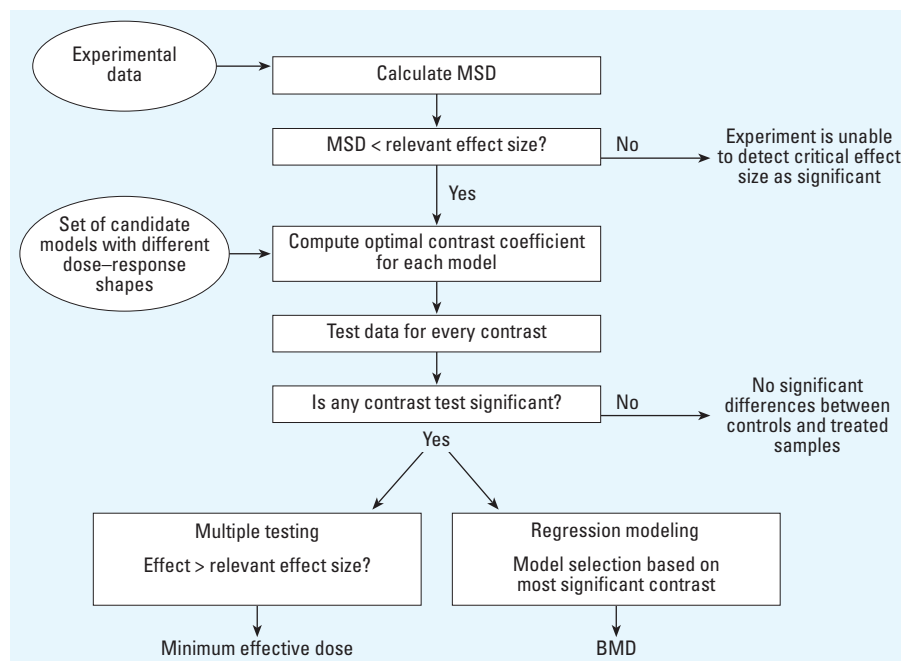 Experimental
data
Calculate MSD
MSD < relevant effect size?
No
Experiment is unable
to detect critical effect
size as significant
Yes
Set of candidate
models with different
dose–response
shapes
Compute optimal contrast coefficient
for each model
Test data for every contrast
Is any contrast test significant?
No
No significant
differences between
controls and treated
samples
Yes
Multiple testing
Effect > relevant effect size?
Regression modeling
Model selection based on
most significant contrast
Minimum effective dose
BMD